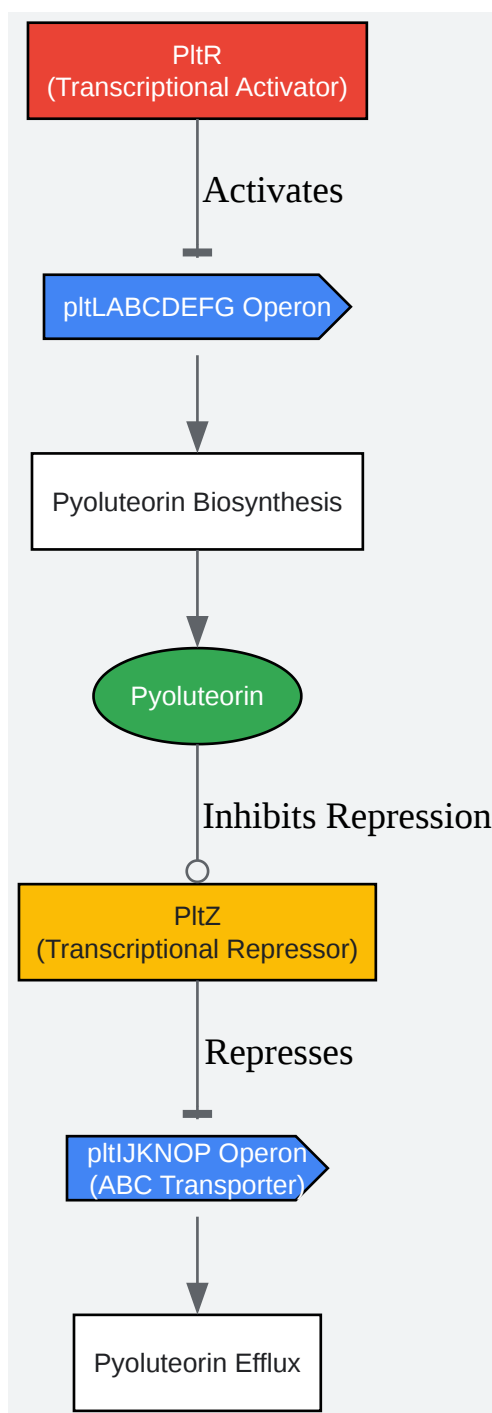 PltR
(Transcriptional Activator)
Activates
pltLABCDEFG Operon
Pyoluteorin Biosynthesis
Pyoluteorin
Inhibits Repression
PltZ
(Transcriptional Repressor)
Represses
pltIJKNOP Operon
(ABC Transporter)
Pyoluteorin Efflux